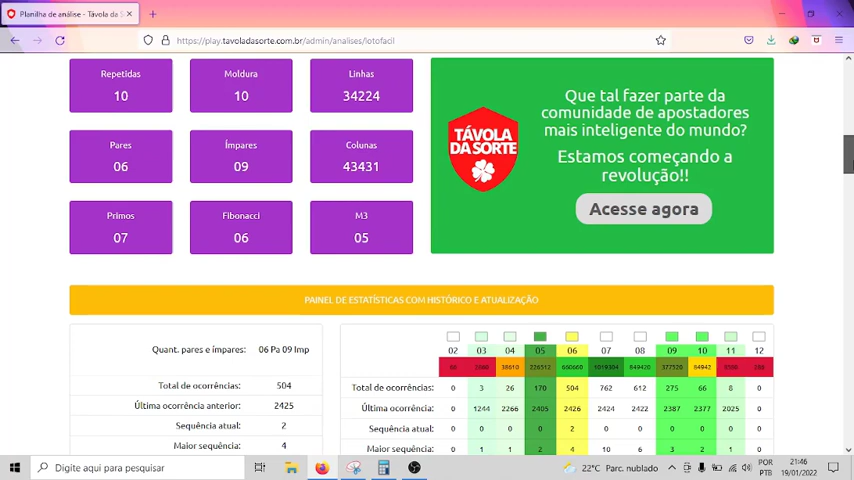 Planilha de análise - Távola da S
https://play.tavoladasorte.com.br/admin/analises/lotofacil
Repetidas
10
Moldura
10
Linhas
34224
Pares
06
Ímpares
09
Colunas
43431
Primos
07
Fibonacci
06
M3
05
TÁVOLA
DA SORTE
Que tal fazer parte da
comunidade de apostadores
mais inteligente do mundo?
Estamos começando a
revolução!!
Acesse agora
PAINEL DE ESTATÍSTICAS COM HISTÓRICO E ATUALIZAÇÃO
Quant. pares e ímpares: 06 Pa 09 Imp
Total de ocorrências: 504
Última ocorrência anterior: 2425
Sequência atual: 2
Maior sequência: 4
02 03 04 05 06 07 08 09 10 11 12
38610 226512 660660 1019304 849420 377520 84942
Total de ocorrências: 0 3 26 170 504 762 612 275 66 8 0
Última ocorrência: 0 1244 2266 2405 2426 2424 2422 2387 2377 2025 0
Sequência atual: 0 0 0 0 2 0 0 0 0 0 0
Maior sequência: 0 1 1 2 4 10 6 3 2 1 0
Digite aqui para pesquisar
22°C Parc. nublado
POR
PTB
21:46
19/01/2022